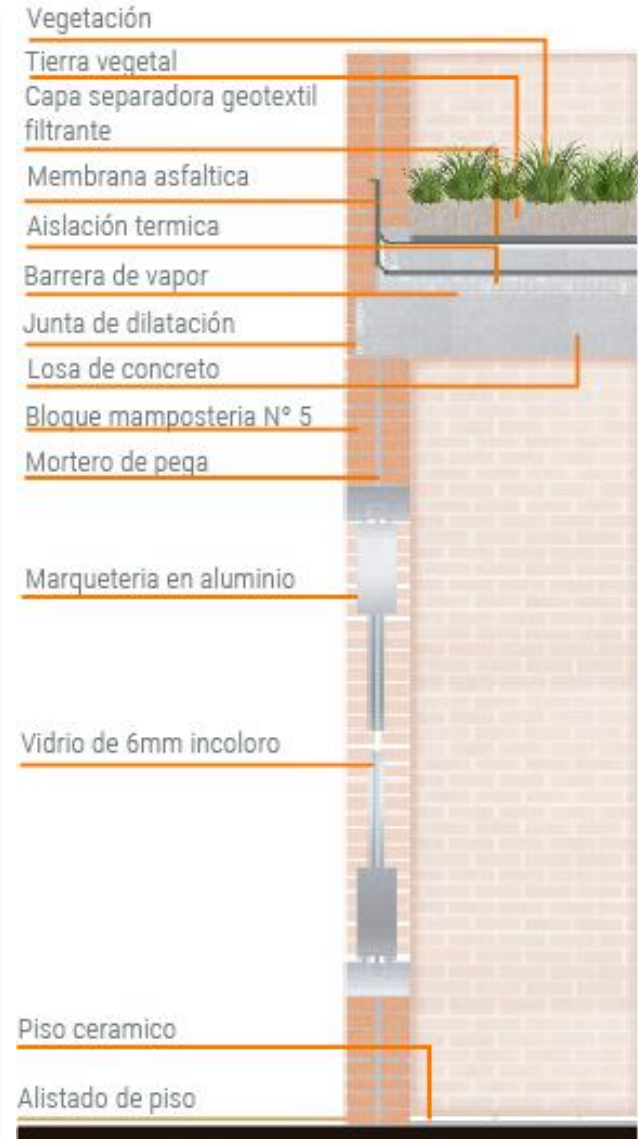 Vegetación
Tierra vegetal
Capa separadora geotextil
filtrante
Membrana asfaltica
Aislación termica
Barrera de vapor
Junta de dilatación
Losa de concreto
Bloque mamposteria N° 5
Mortero de pega
Marqueteria en aluminio
Vidrio de 6mm incoloro
Piso ceramico
Alistado de piso